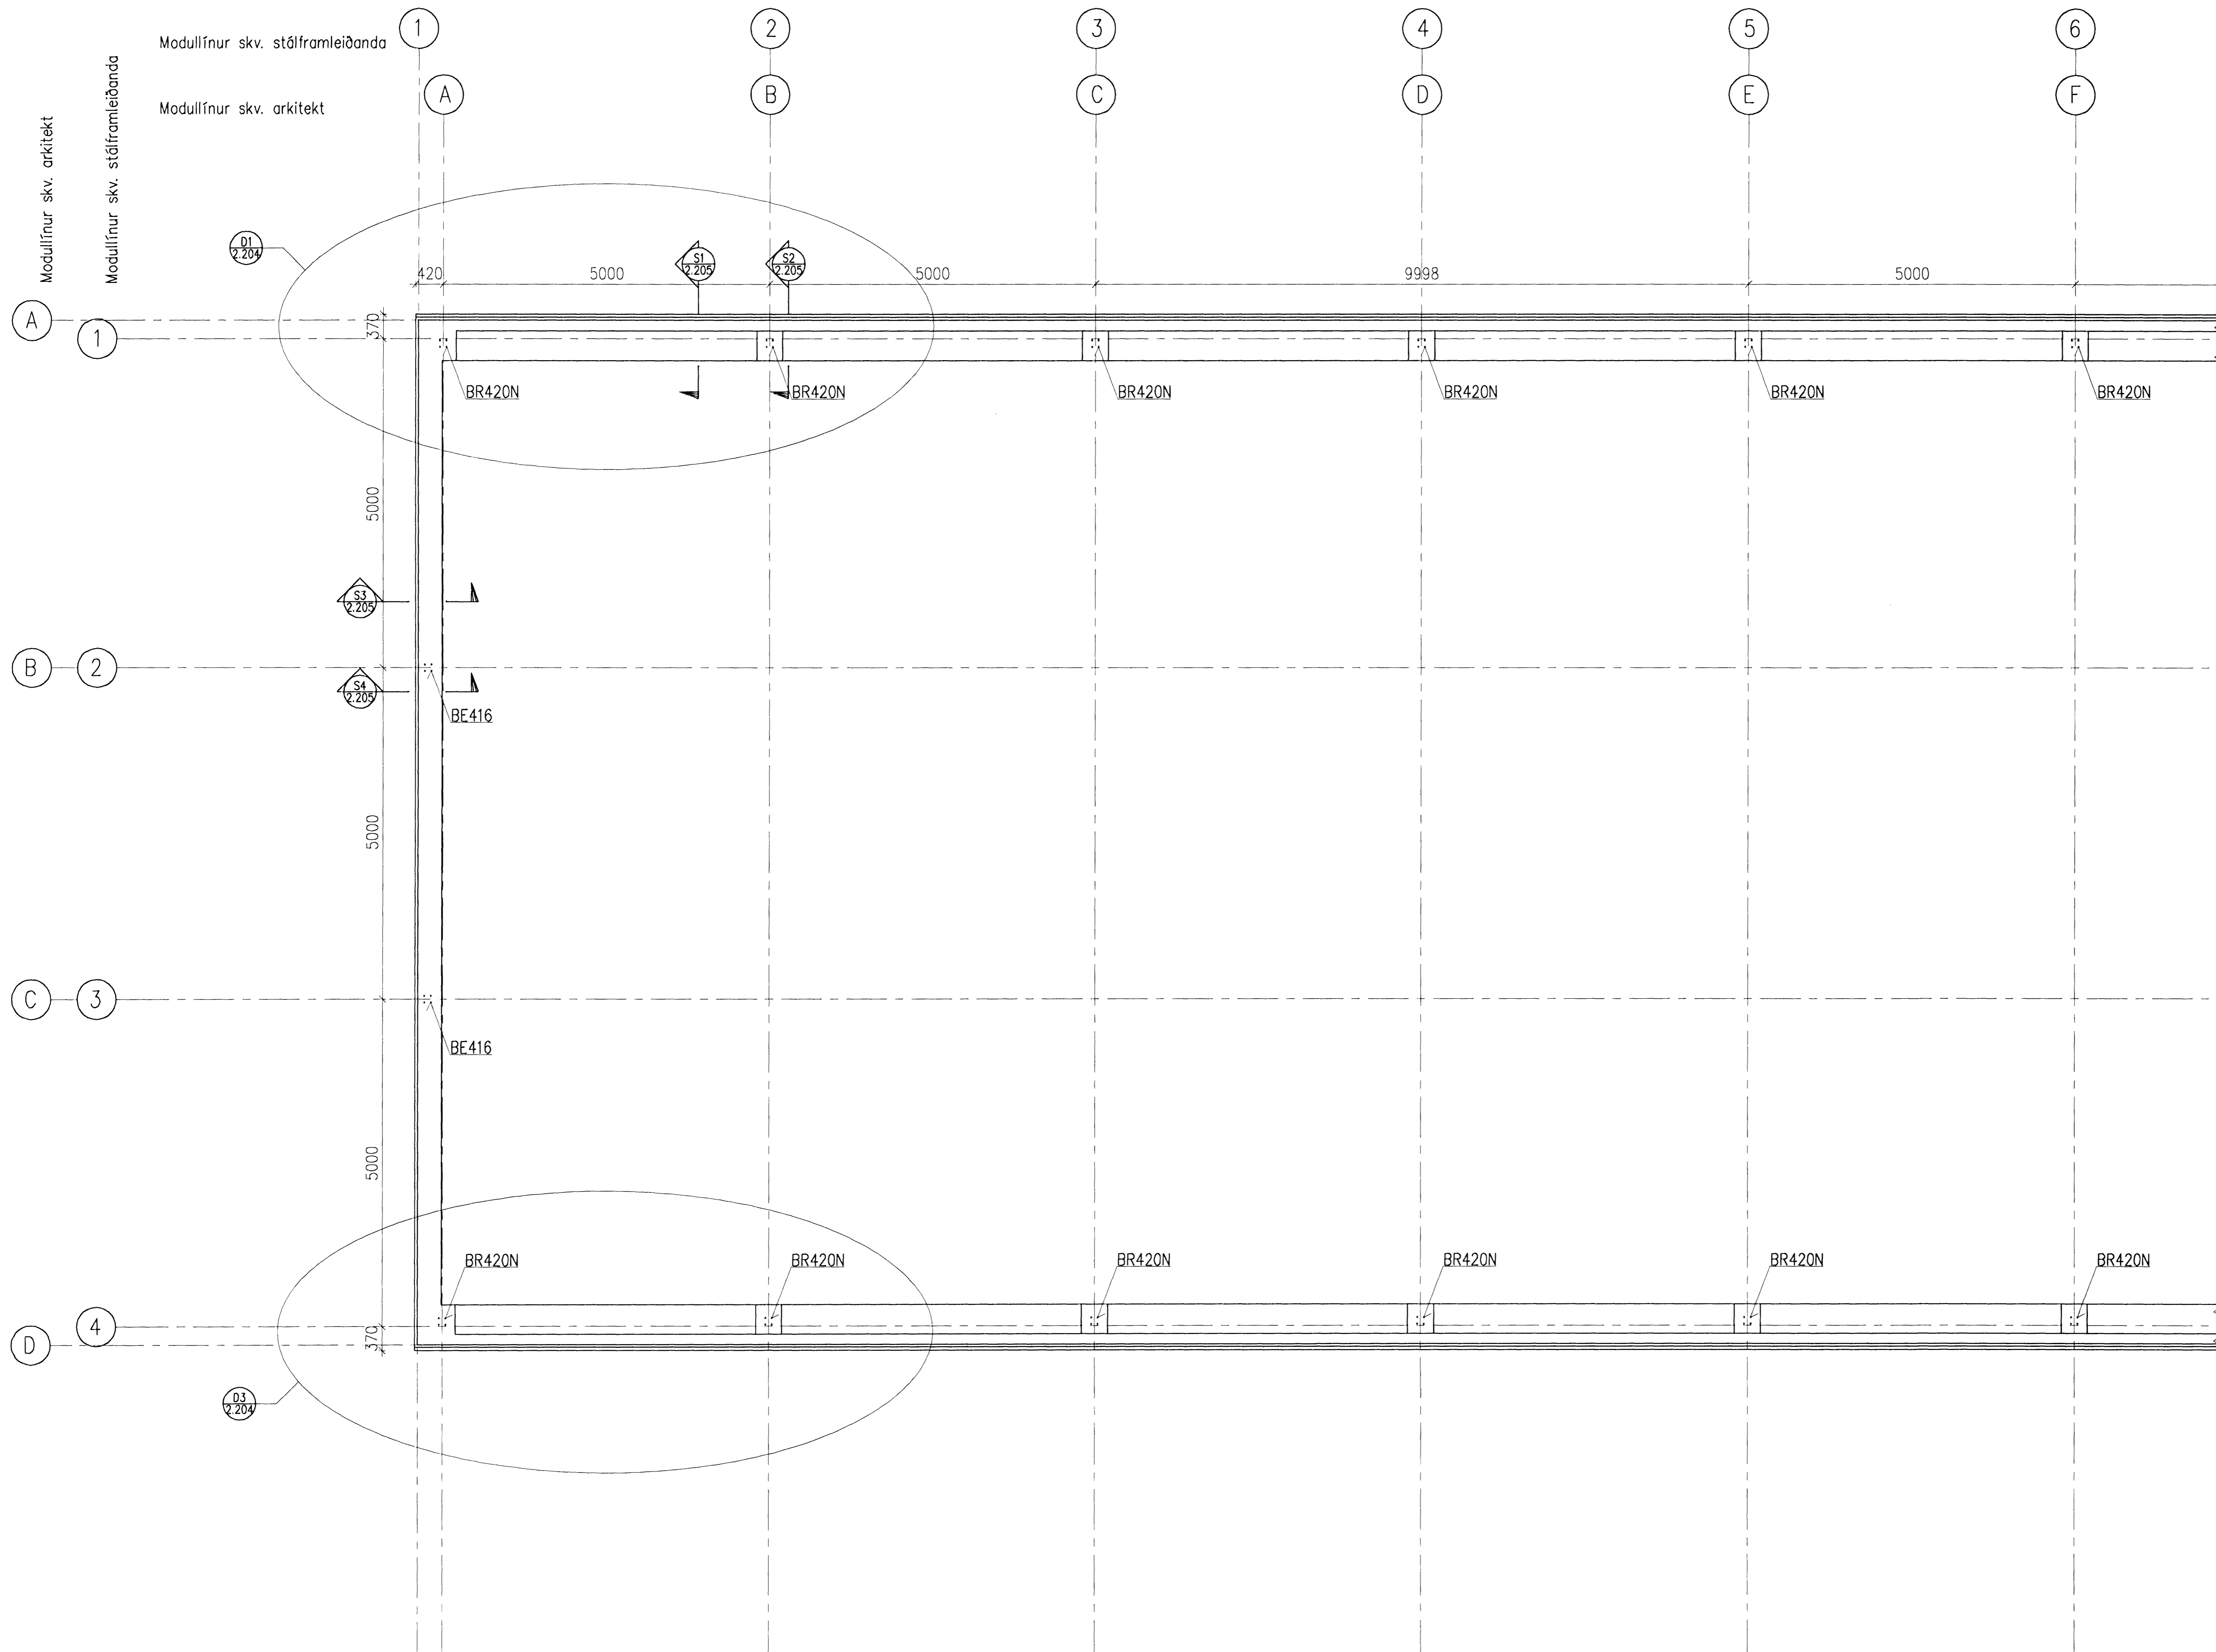 Modullínur skv. stálframleiðanda
1
2
3
4
5
6
Modullínur skv. arkitekt
A
B
C
D
E
F
Modullínur skv. arkitekt
Modullínur skv. stálframleiðanda
D1
2.204
S1
2.205
S2
2.205
420
5000
5000
9998
5000
A
1
370
BR420N
BR420N
BR420N
BR420N
BR420N
BR420N
5000
S3
2.205
B
2
S4
2.205
BE416
5000
C
3
BE416
5000
BR420N
BR420N
BR420N
BR420N
BR420N
BR420N
4
370
D
D3
2.204